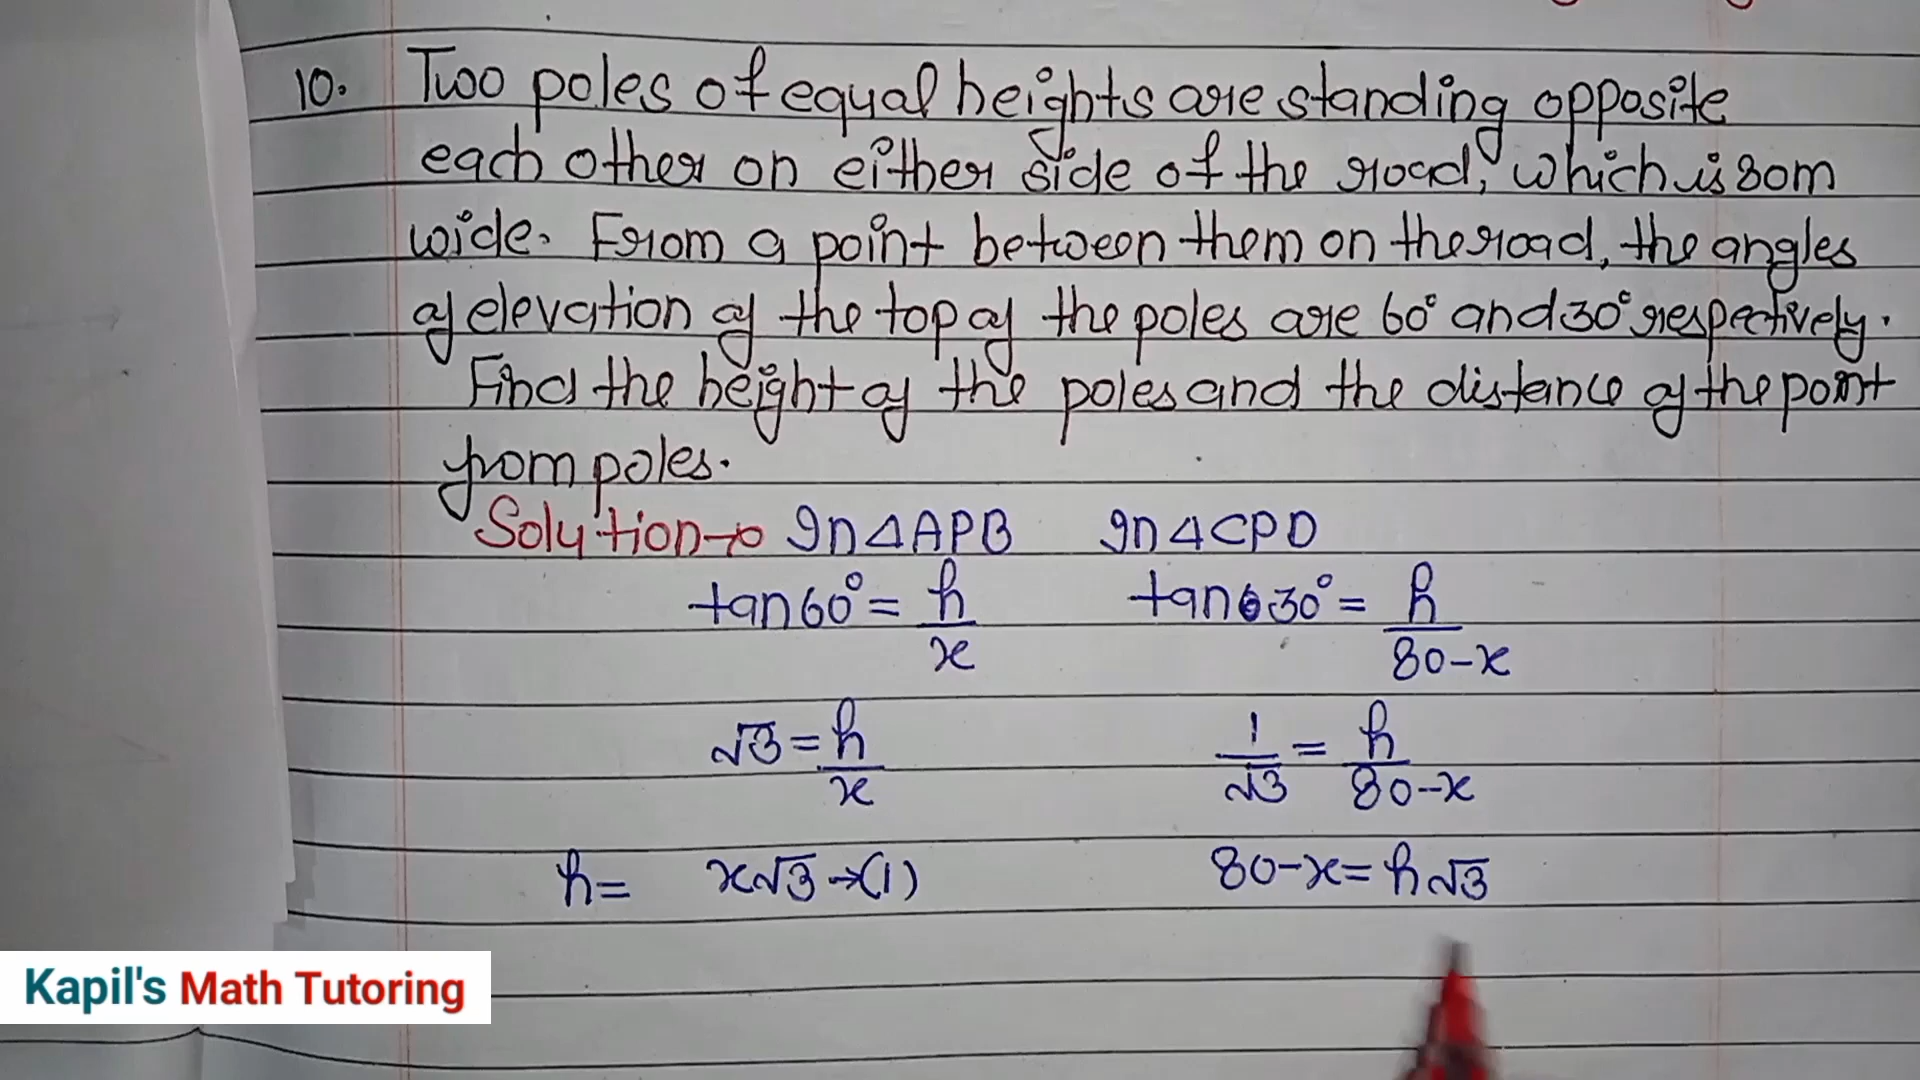 10. Two poles of equal heights are standing opposite
each other on either side of the road, which is 80m
wide. From a point between them on the road, the angles
of elevation of the top of the poles are 60° and 30° respectively.
Find the height of the poles and the distance of the point
from poles.
Solution→ In △APB In △CPD
tan60° = h/x tan30° = h/80-x
√3 = h/x 1/√3 = h/80-x
h = x√3 →(1) 80-x = h√3
Kapil's Math Tutoring